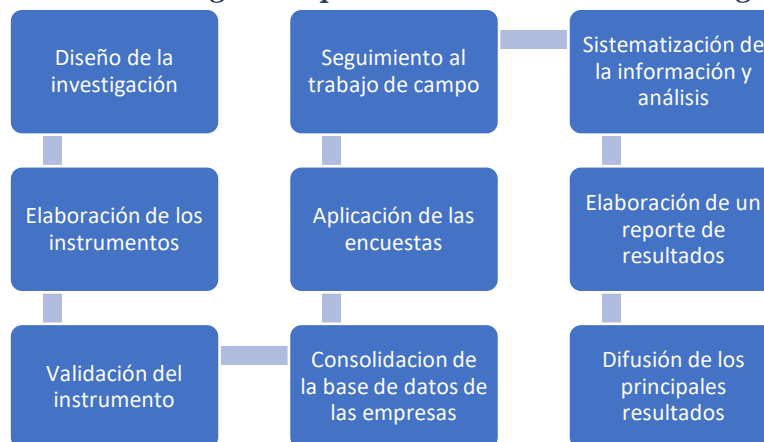 Diseño de la
investigación
Elaboración de los
instrumentos
Validación del
instrumento
Consolidacion de
la base de datos de
las empresas
Aplicación de las
encuestas
Seguimiento al
trabajo de campo
Sistematización de
la información y
análisis
Elaboración de un
reporte de
resultados
Difusión de los
principales
resultados